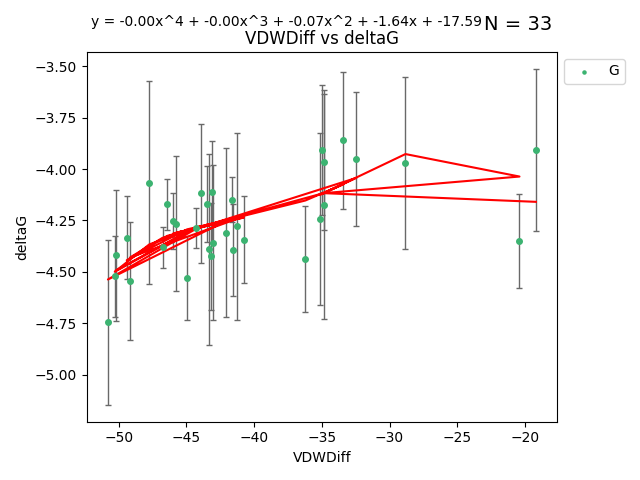 y = -0.00x^4 + -0.00x^3 + -0.07x^2 + -1.64x + -17.59
N = 33
VDWDiff vs deltaG
G
−3.50
−3.75
−4.00
−4.25
−4.50
−4.75
−5.00
deltaG
−50
−45
−40
−35
−30
−25
−20
VDWDiff